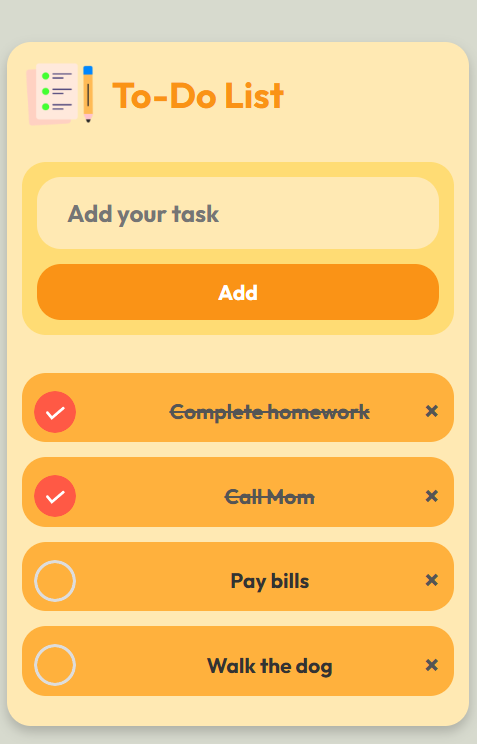 To-Do List
Add your task
Add
Complete homework
Call Mom
Pay bills
Walk the dog